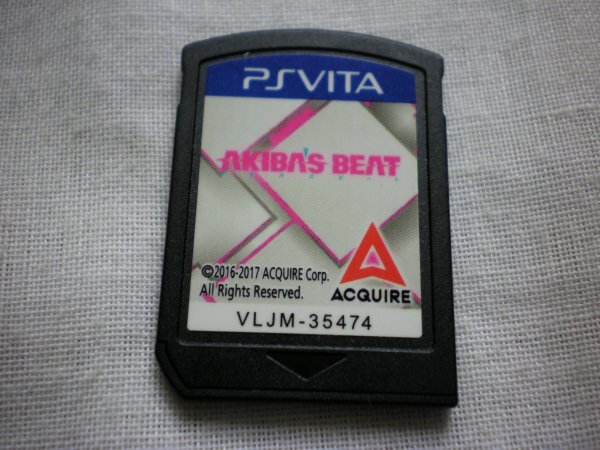 PSVITA
AKIBA'S BEAT
©2016-2017 ACQUIRE Corp.
All Rights Reserved.
ACQUIRE
VLJM-35474